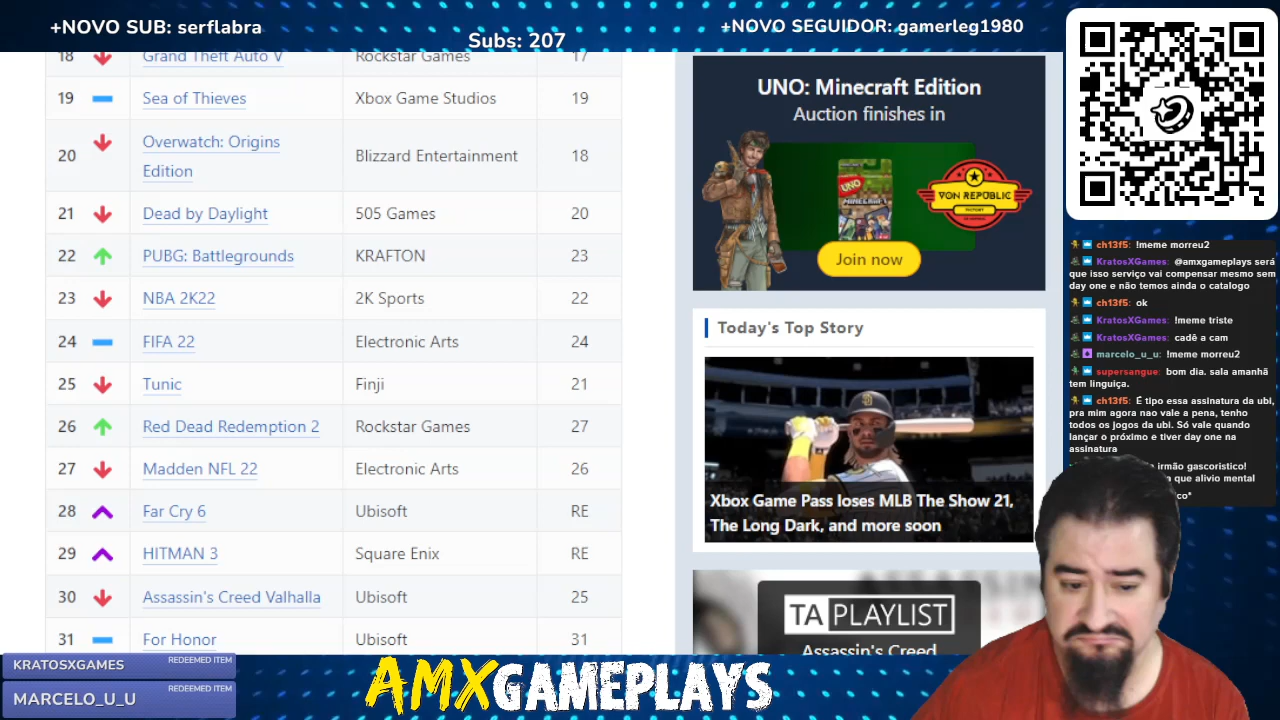 +NOVO SUB: serflabra
Subs: 207
+NOVO SEGUIDOR: gamerleg1980
18 Grand Theft Auto V Rockstar Games 17
19 Sea of Thieves Xbox Game Studios 19
20 Overwatch: Origins Edition Blizzard Entertainment 18
21 Dead by Daylight 505 Games 20
22 PUBG: Battlegrounds KRAFTON 23
23 NBA 2K22 2K Sports 22
24 FIFA 22 Electronic Arts 24
25 Tunic Finji 21
26 Red Dead Redemption 2 Rockstar Games 27
27 Madden NFL 22 Electronic Arts 26
28 Far Cry 6 Ubisoft RE
29 HITMAN 3 Square Enix RE
30 Assassin's Creed Valhalla Ubisoft 25
31 For Honor Ubisoft 31
UNO: Minecraft Edition
Auction finishes in
UNO
MINECRAFT
VON REPUBLIC
Join now
Today's Top Story
Xbox Game Pass loses MLB The Show 21,
The Long Dark, and more soon
TA PLAYLIST
Assassin's Creed
ch13f5: !meme morreu2
KratosXGames: @amxgameplays será
que isso serviço vai compensar mesmo sem
day one e não temos ainda o catalogo
ch13f5: ok
KratosXGames: !meme triste
KratosXGames: cadê a cam
marcelo_u_u: !meme morreu2
supersangue: bom dia. sala amanhã
tem linguiça.
ch13f5: É tipo essa assinatura da ubi,
pra mim agora nao vale a pena, tenho
todos os jogos da ubi. Só vale quando
lançar o próximo e tiver day one na
assinatura
irmão gascoristico!
que alivio mental
KRATOSXGAMES REDEEMED ITEM
MARCELO_U_U REDEEMED ITEM
AMXGAMEPLAYS